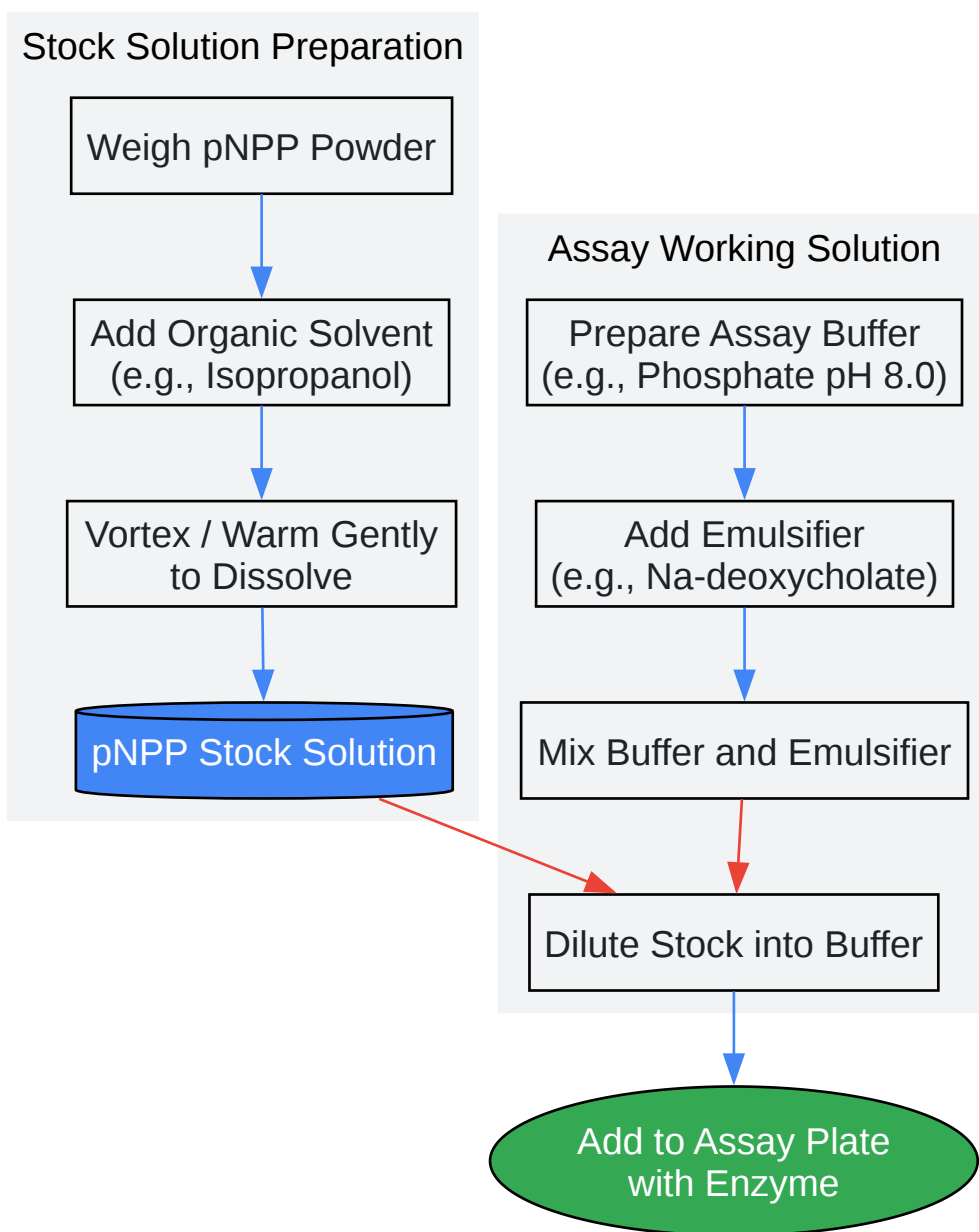 Stock Solution Preparation
Weigh pNPP Powder
Add Organic Solvent
(e.g., Isopropanol)
Vortex / Warm Gently
to Dissolve
pNPP Stock Solution
Assay Working Solution
Prepare Assay Buffer
(e.g., Phosphate pH 8.0)
Add Emulsifier
(e.g., Na-deoxycholate)
Mix Buffer and Emulsifier
Dilute Stock into Buffer
Add to Assay Plate
with Enzyme